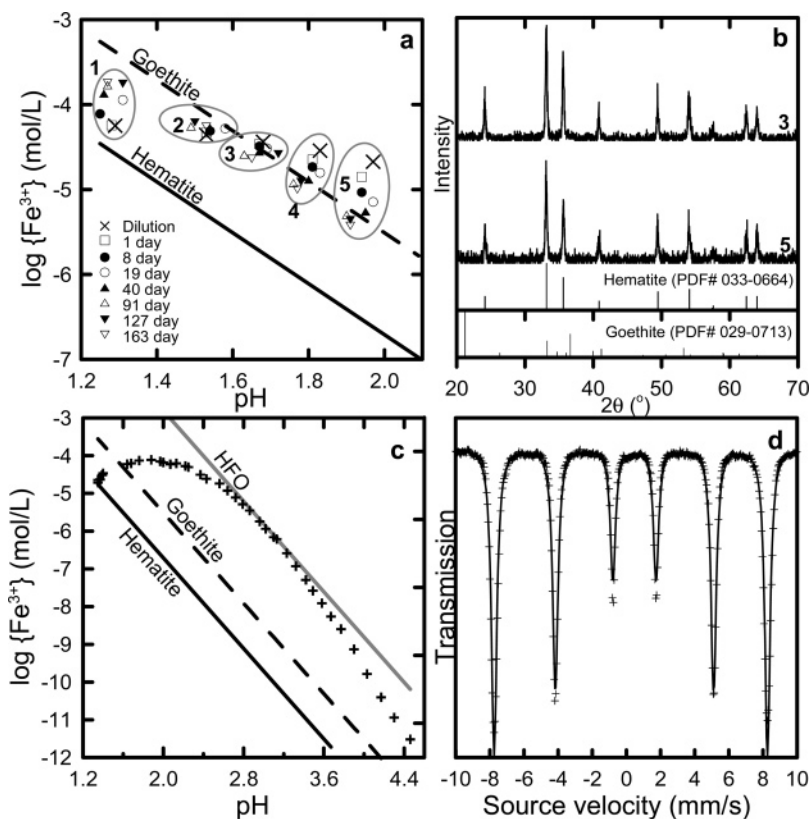 a
log {Fe³⁺} (mol/L)
-3
-4
-5
-6
-7
1
2
3
4
5
Goethite
Hematite
Dilution
1 day
8 day
19 day
40 day
91 day
127 day
163 day
1.2 1.4 1.6 1.8 2.0
pH
b
Intensity
3
5
Hematite (PDF# 033-0664)
Goethite (PDF# 029-0713)
20 30 40 50 60 70
2θ (°)
c
log {Fe³⁺} (mol/L)
-3
-4
-5
-6
-7
-8
-9
-10
-11
-12
HFO
Goethite
Hematite
1.2 2.0 2.8 3.6 4.4
pH
d
Transmission
-10 -8 -6 -4 -2 0 2 4 6 8 10
Source velocity (mm/s)